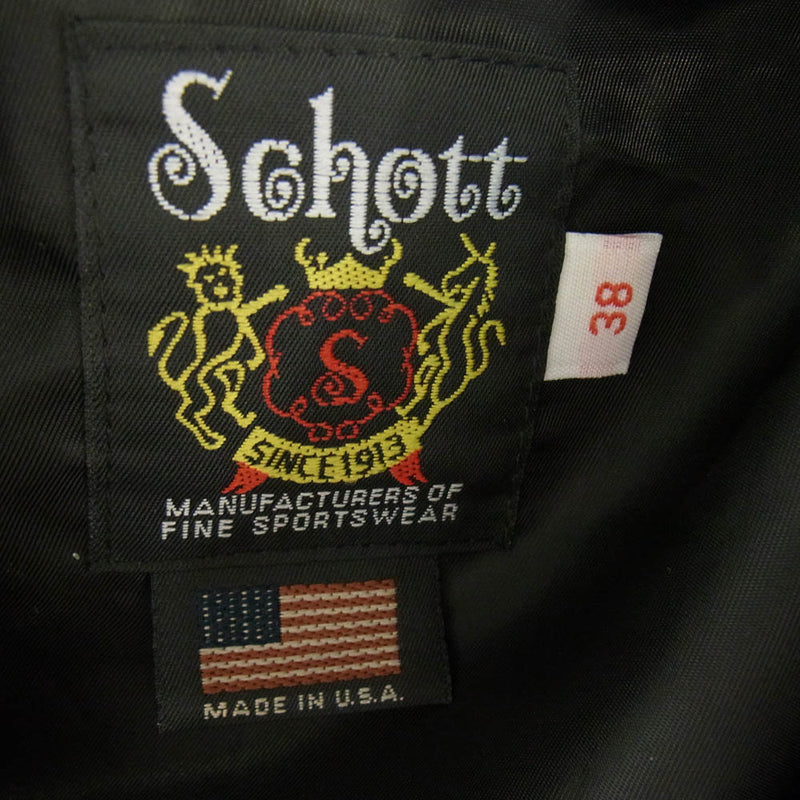 Schott
38
S
SINCE 1913
MANUFACTURERS OF
FINE SPORTSWEAR
MADE IN U.S.A.